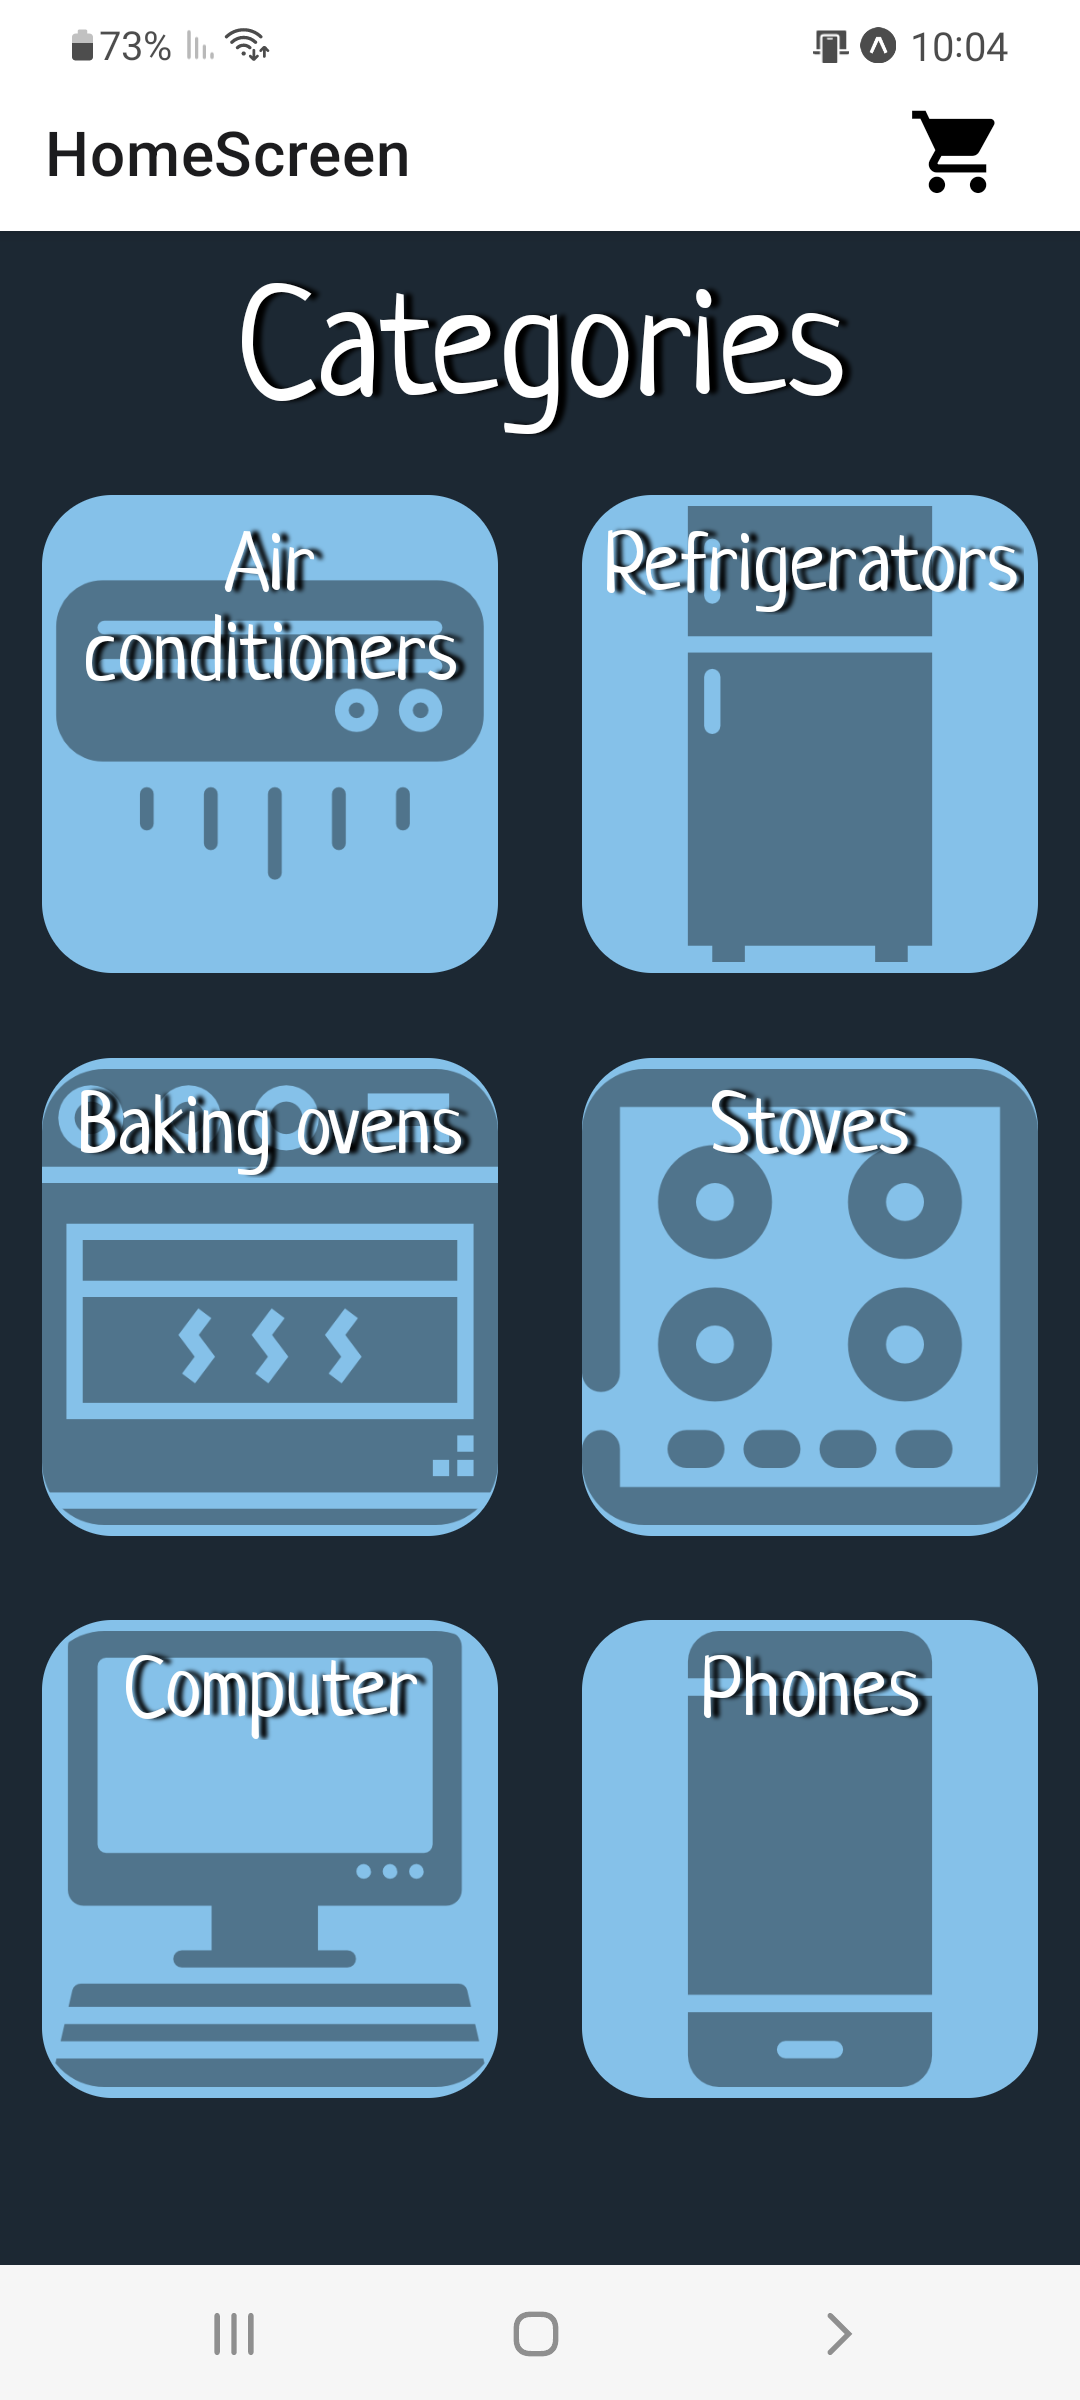 73%
10:04
HomeScreen
Categories
Air
conditioners
Refrigerators
Baking ovens
Stoves
Computer
Phones